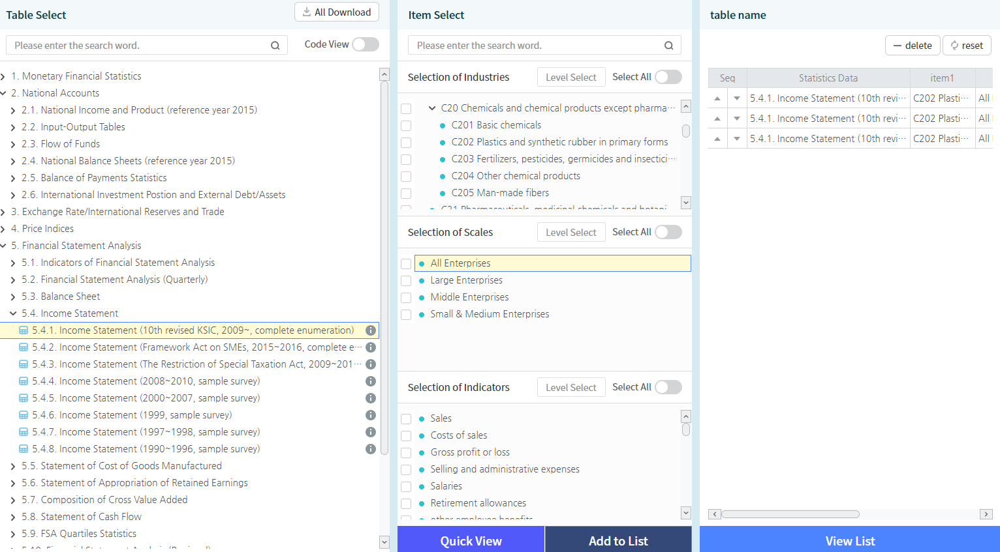 Table Select
All Download
Please enter the search word.
Code View
1. Monetary Financial Statistics
2. National Accounts
2.1. National Income and Product (reference year 2015)
2.2. Input-Output Tables
2.3. Flow of Funds
2.4. National Balance Sheets (reference year 2015)
2.5. Balance of Payments Statistics
2.6. International Investment Postion and External Debt/Assets
3. Exchange Rate/International Reserves and Trade
4. Price Indices
5. Financial Statement Analysis
5.1. Indicators of Financial Statement Analysis
5.2. Financial Statement Analysis (Quarterly)
5.3. Balance Sheet
5.4. Income Statement
5.4.1. Income Statement (10th revised KSIC, 2009~, complete enumeration)
5.4.2. Income Statement (Framework Act on SMEs, 2015~2016, complete e···
5.4.3. Income Statement (The Restriction of Special Taxation Act, 2009~201···
5.4.4. Income Statement (2008~2010, sample survey)
5.4.5. Income Statement (2000~2007, sample survey)
5.4.6. Income Statement (1999, sample survey)
5.4.7. Income Statement (1997~1998, sample survey)
5.4.8. Income Statement (1990~1996, sample survey)
5.5. Statement of Cost of Goods Manufactured
5.6. Statement of Appropriation of Retained Earnings
5.7. Composition of Cross Value Added
5.8. Statement of Cash Flow
5.9. FSA Quartiles Statistics
Item Select
Please enter the search word.
Selection of Industries
Level Select
Select All
C20 Chemicals and chemical products except pharma···
C201 Basic chemicals
C202 Plastics and synthetic rubber in primary forms
C203 Fertilizers, pesticides, germicides and insectici···
C204 Other chemical products
C205 Man-made fibers
C21 Pharmaceuticals, medicinal chemicals and botani
Selection of Scales
Level Select
Select All
All Enterprises
Large Enterprises
Middle Enterprises
Small & Medium Enterprises
Selection of Indicators
Level Select
Select All
Sales
Costs of sales
Gross profit or loss
Selling and administrative expenses
Salaries
Retirement allowances
other employee benefits
Quick View
Add to List
table name
delete
reset
Seq Statistics Data item1
5.4.1. Income Statement (10th revi··· C202 Plasti··· All
5.4.1. Income Statement (10th revi··· C202 Plasti··· All
5.4.1. Income Statement (10th revi··· C202 Plasti··· All
View List